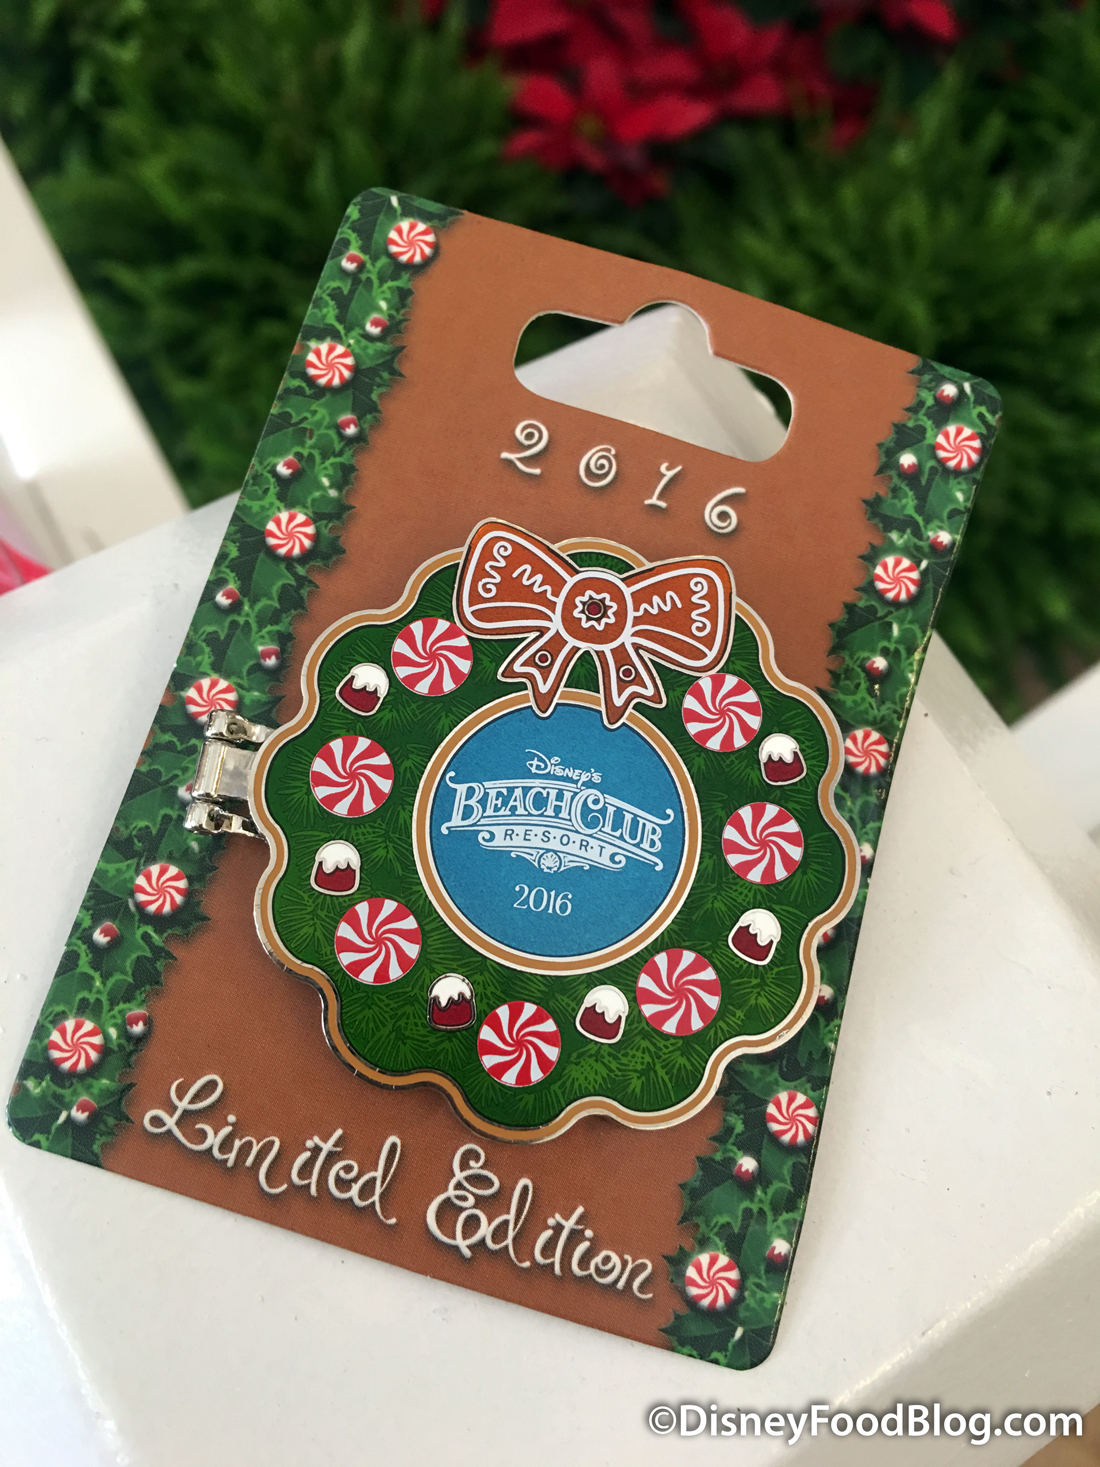 2016
DISNEY'S
BEACH CLUB
R·E·S·O·R·T
2016
Limited Edition
©DisneyFoodBlog.com